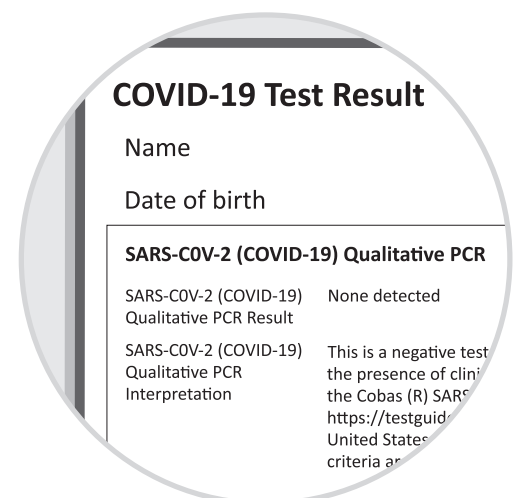 COVID-19 Test Result
Name
Date of birth
SARS-C0V-2 (COVID-19) Qualitative PCR
SARS-C0V-2 (COVID-19)
Qualitative PCR Result
None detected
SARS-C0V-2 (COVID-19)
Qualitative PCR
Interpretation
This is a negative test
the presence of
the Cobas (R)
United States
criteria